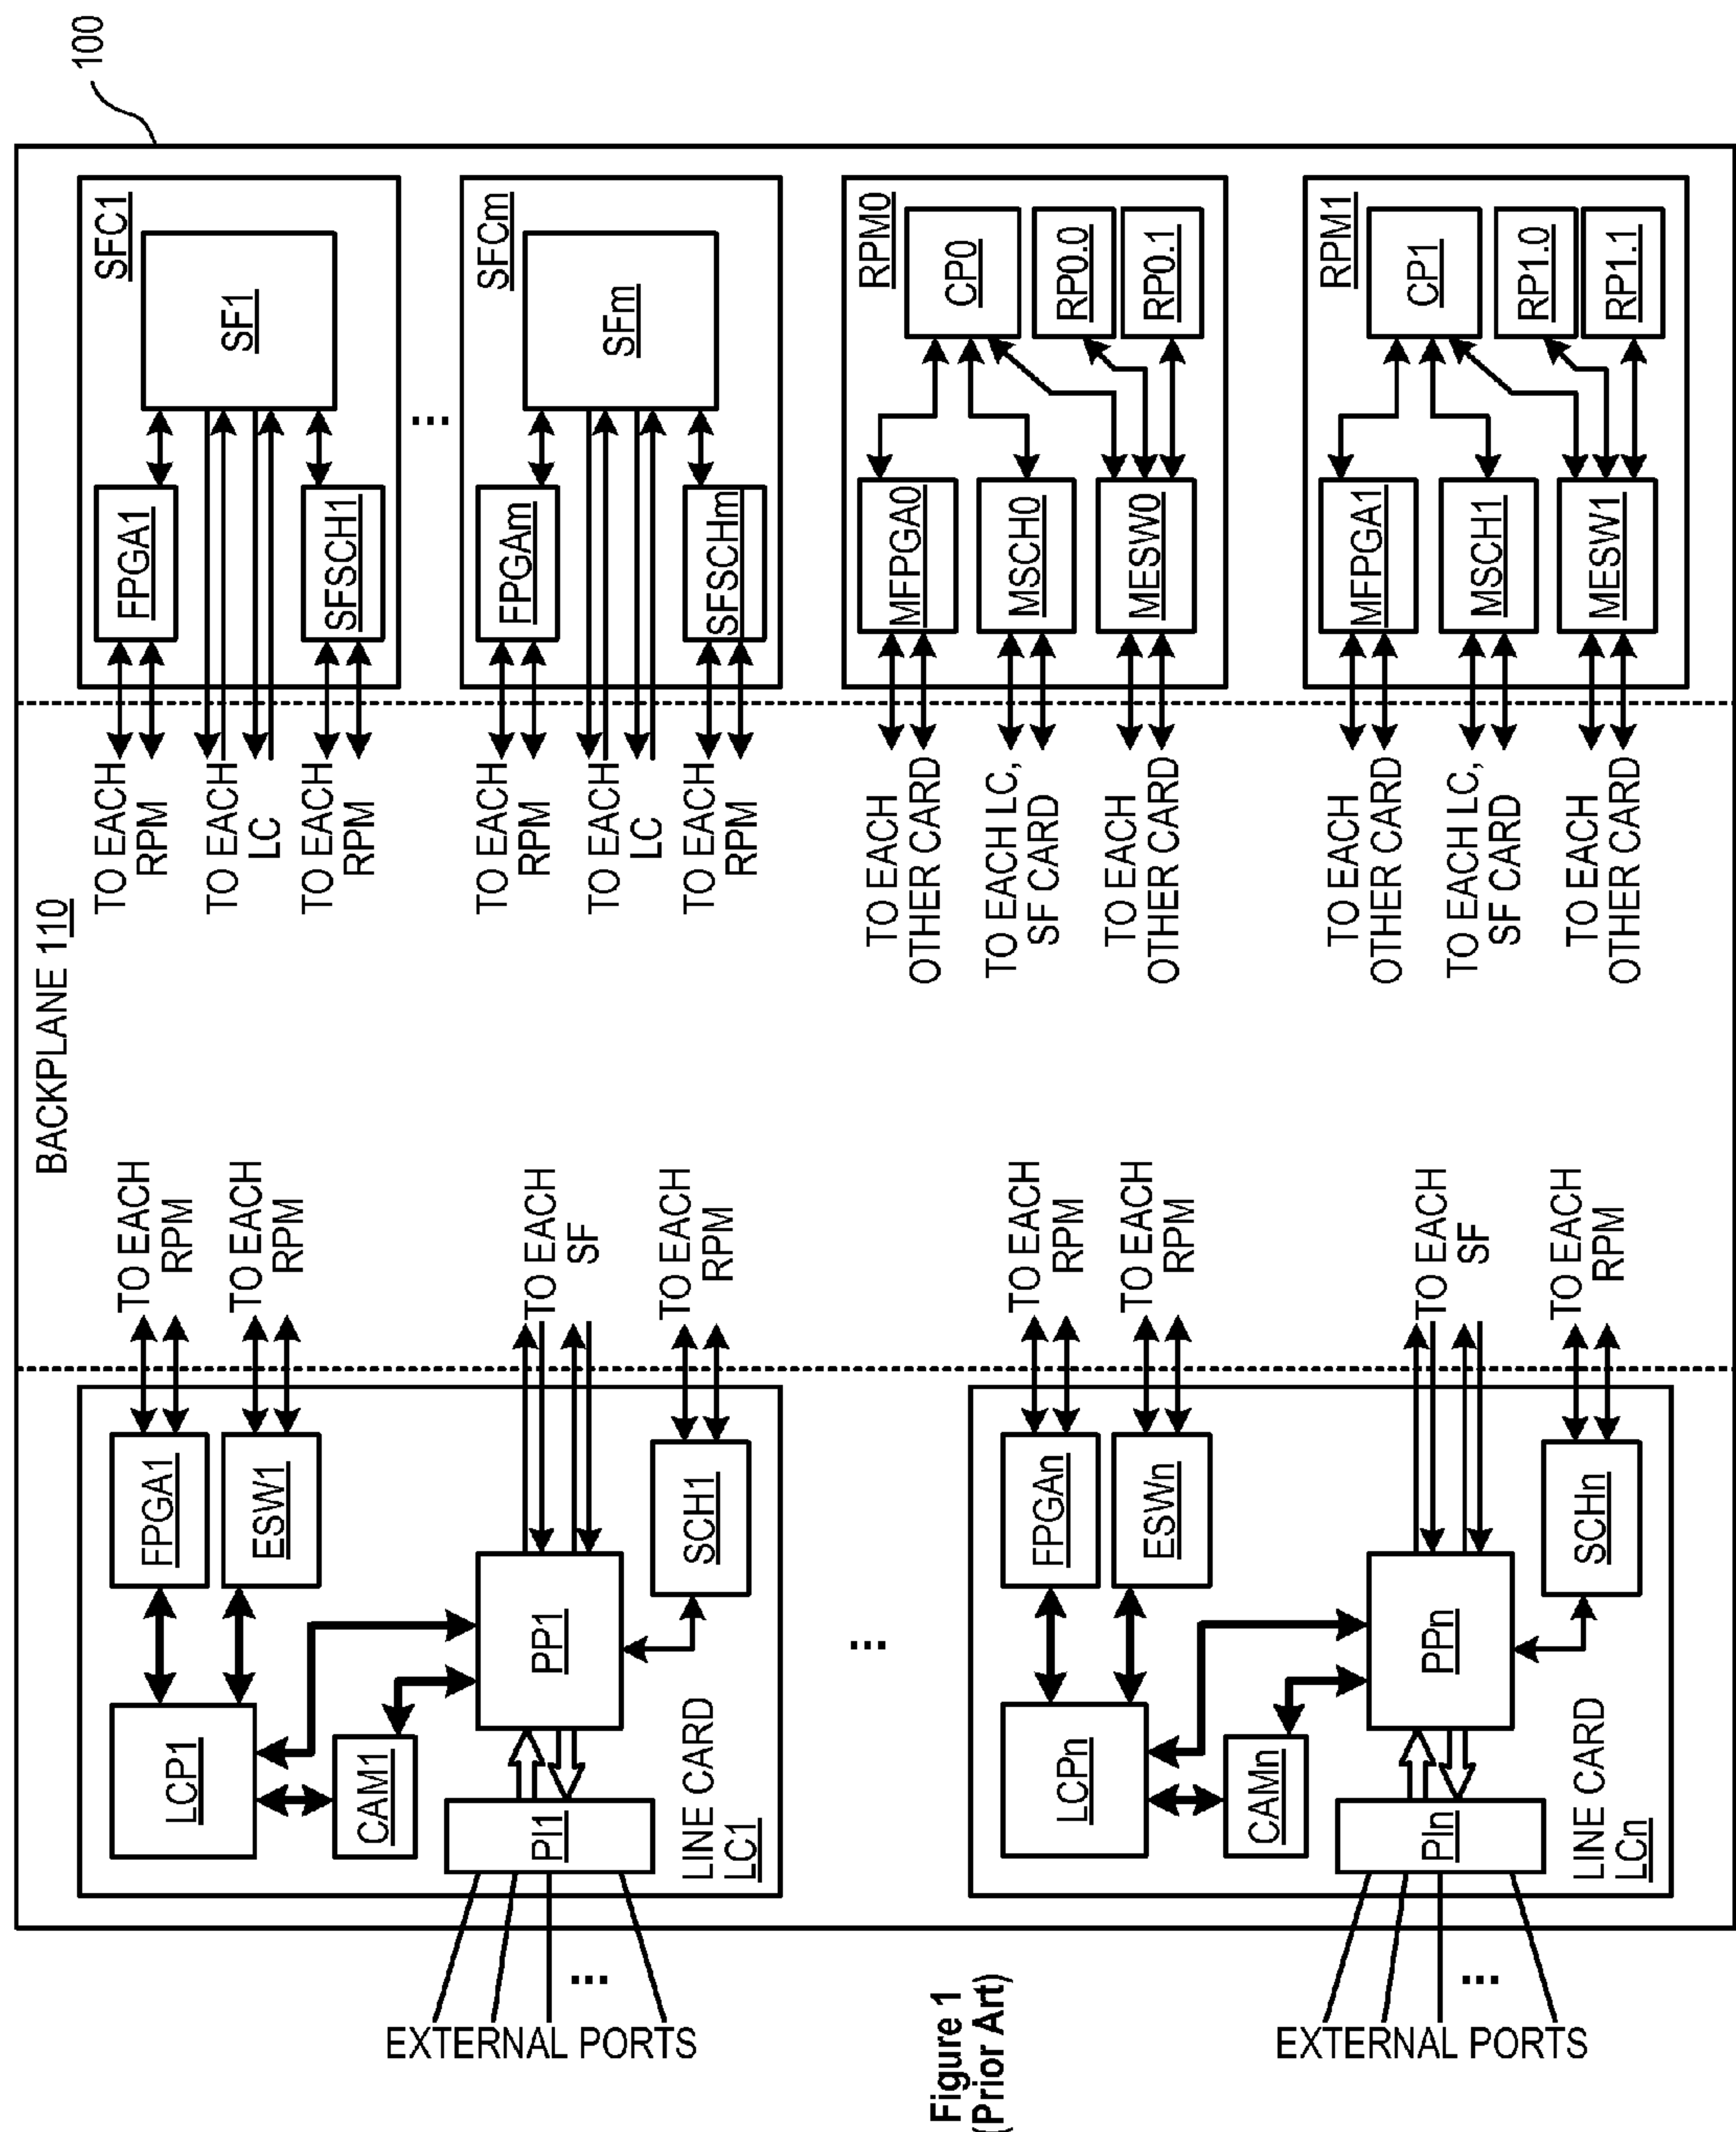 100
BACKPLANE 110
LCP1
FPGA1
ESW1
CAM1
PP1
PI1
SCH1
LINE CARD
LC1
TO EACH
RPM
TO EACH
RPM
TO EACH
SF
TO EACH
RPM
EXTERNAL PORTS
...
...
LCPn
FPGAn
ESWn
CAMn
PPn
PIn
SCHn
LINE CARD
LCn
TO EACH
RPM
TO EACH
RPM
TO EACH
SF
TO EACH
RPM
EXTERNAL PORTS
...
SFC1
FPGA1
SF1
SFSCH1
TO EACH
RPM
TO EACH
LC
TO EACH
RPM
...
SFCm
FPGAm
SFm
SFSCHm
TO EACH
RPM
TO EACH
LC
TO EACH
RPM
RPM0
MFPGA0
MSCH0
MESW0
CP0
RP0.0
RP0.1
TO EACH
OTHER CARD
TO EACH LC,
SF CARD
TO EACH
OTHER CARD
RPM1
MFPGA1
MSCH1
MESW1
CP1
RP1.0
RP1.1
TO EACH
OTHER CARD
TO EACH LC,
SF CARD
TO EACH
OTHER CARD
Figure 1
(Prior Art)